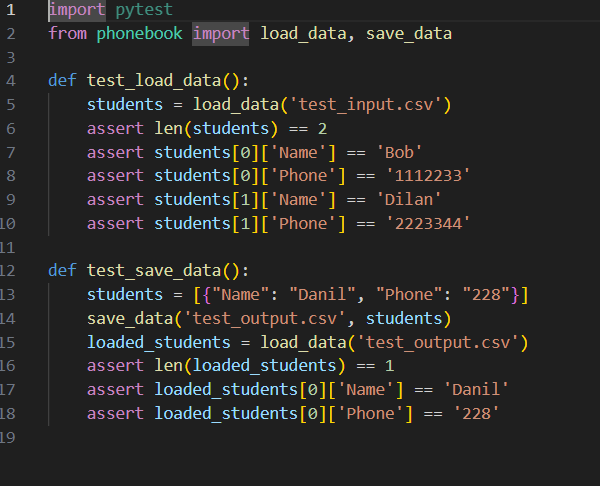 1 import pytest
2 from phonebook import load_data, save_data
3
4 def test_load_data():
5     students = load_data('test_input.csv')
6     assert len(students) == 2
7     assert students[0]['Name'] == 'Bob'
8     assert students[0]['Phone'] == '1112233'
9     assert students[1]['Name'] == 'Dilan'
10     assert students[1]['Phone'] == '2223344'
11
12 def test_save_data():
13     students = [{"Name": "Danil", "Phone": "228"}]
14     save_data('test_output.csv', students)
15     loaded_students = load_data('test_output.csv')
16     assert len(loaded_students) == 1
17     assert loaded_students[0]['Name'] == 'Danil'
18     assert loaded_students[0]['Phone'] == '228'
19